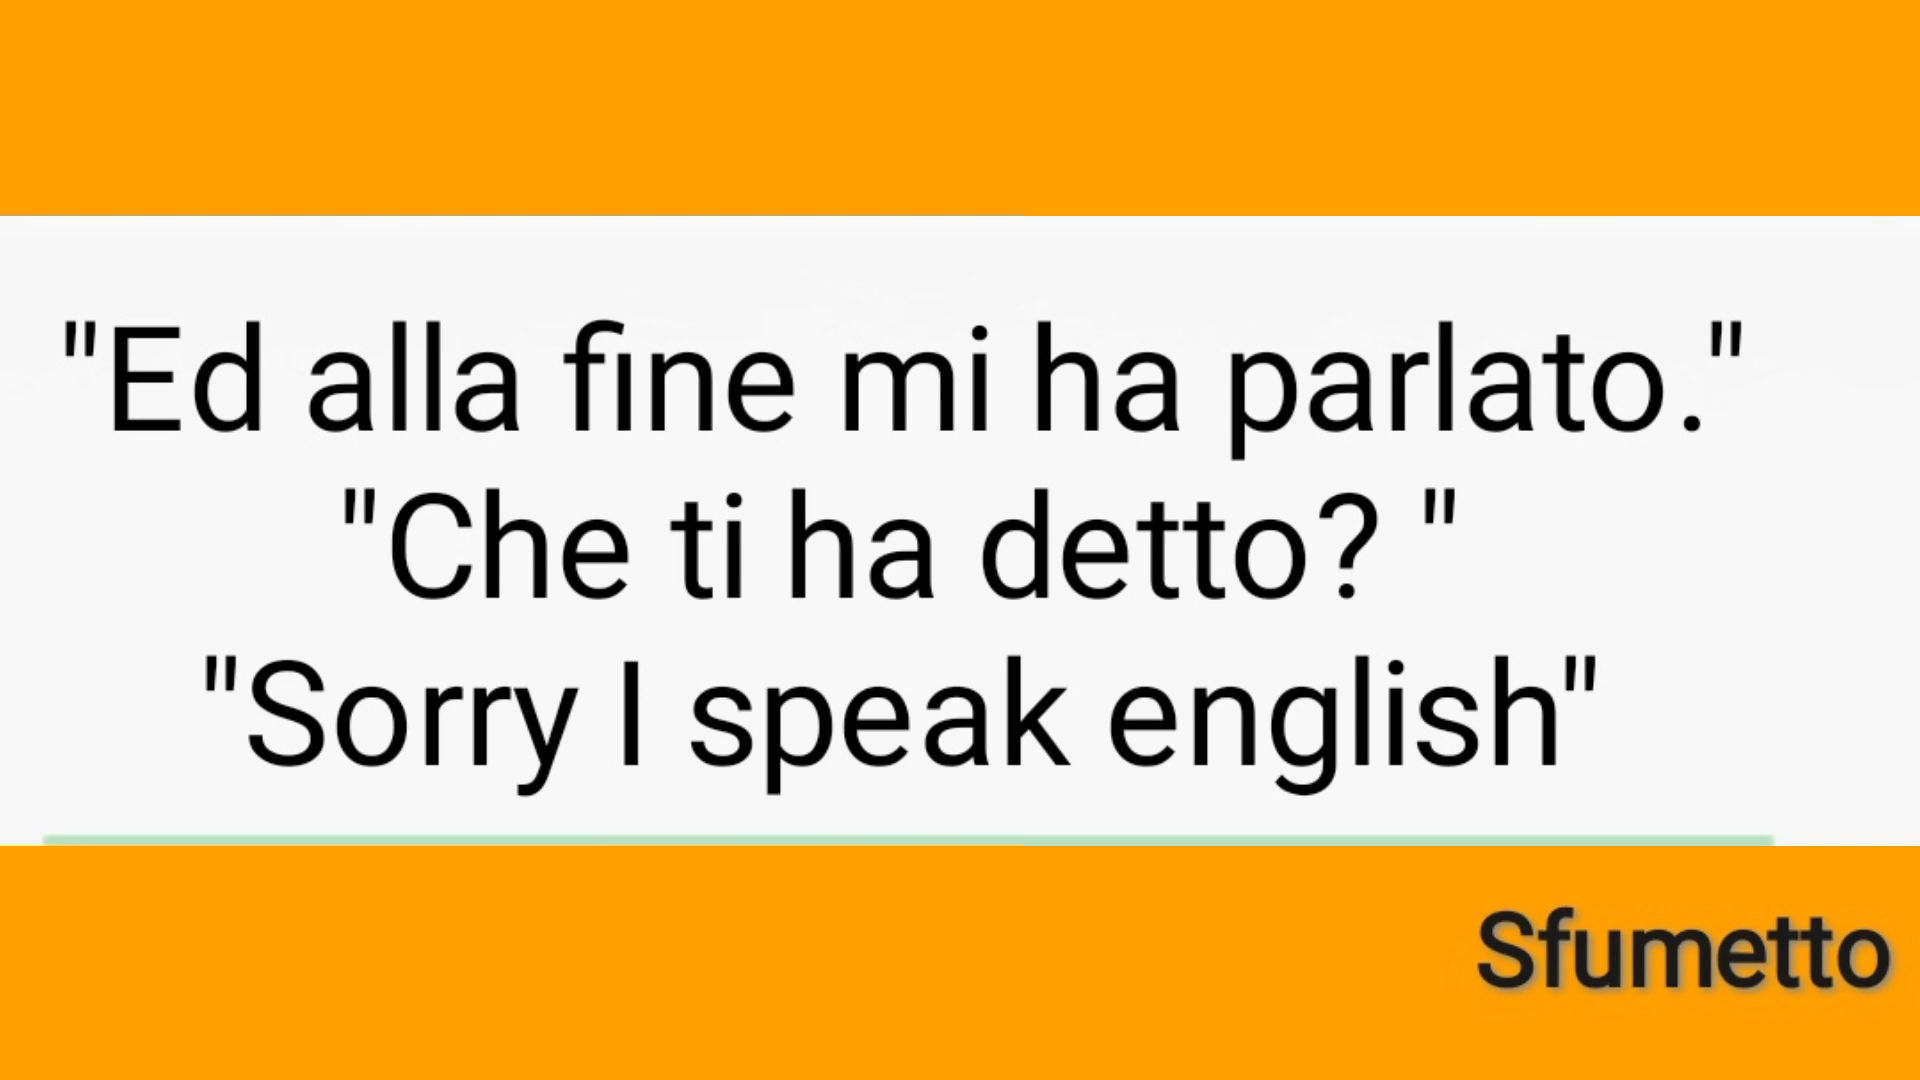 "Ed alla fine mi ha parlato."
"Che ti ha detto? "
"Sorry I speak english"
Sfumetto